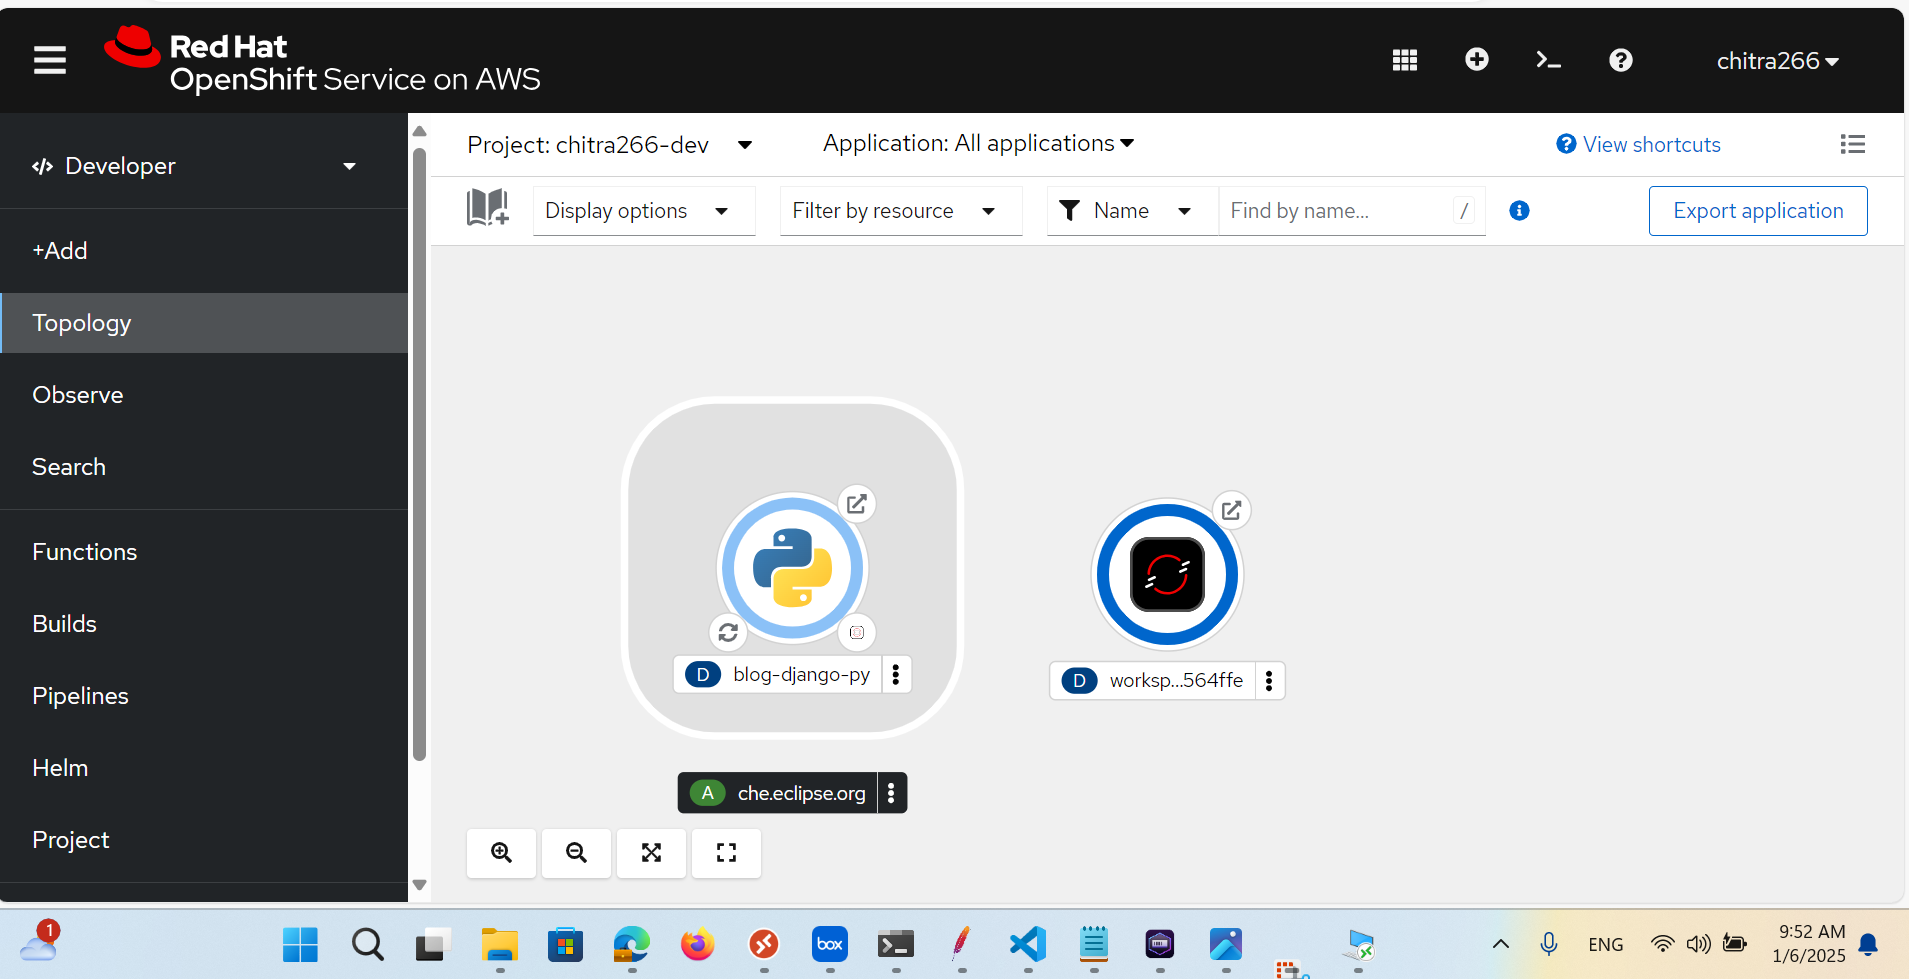 Red Hat
OpenShift Service on AWS
chitra266
Developer
+Add
Topology
Observe
Search
Functions
Builds
Pipelines
Helm
Project
Project: chitra266-dev
Application: All applications
View shortcuts
Display options
Filter by resource
Name
Find by name...
/
Export application
D blog-django-py
D worksp...564ffe
A che.eclipse.org
1
box
ENG
9:52 AM
1/6/2025